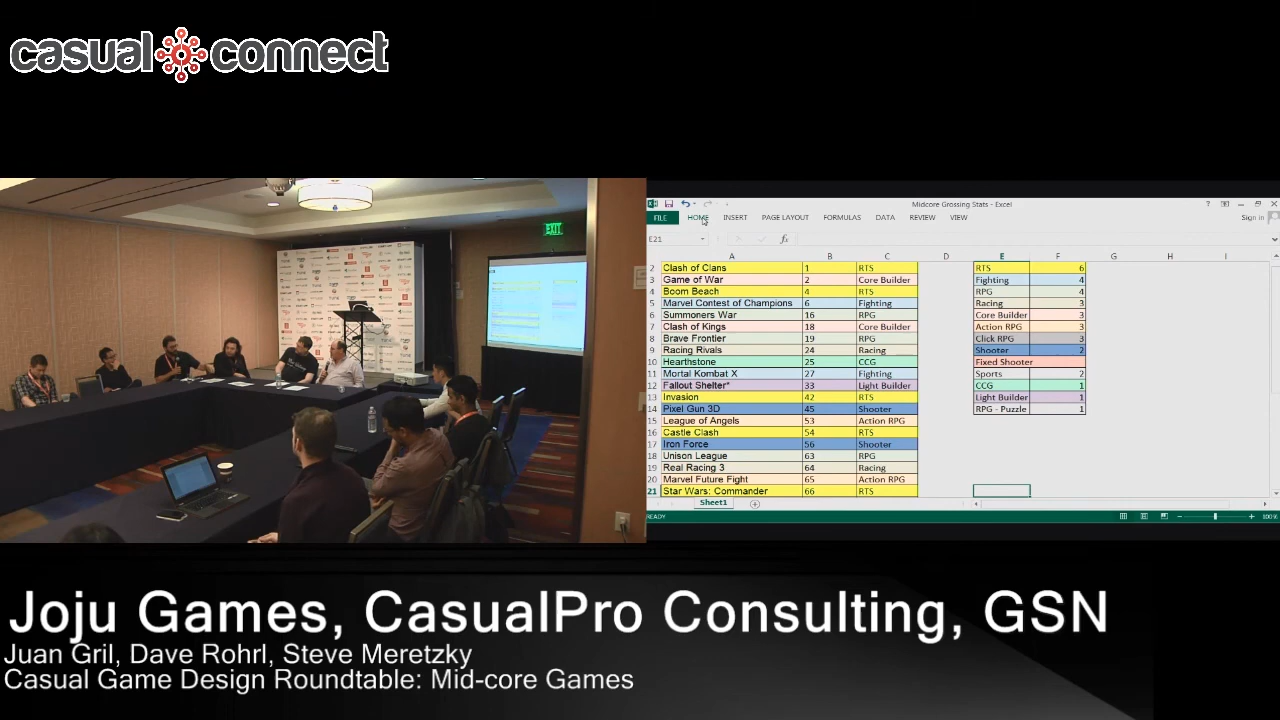 casual connect
EXIT
Midcore Grossing Stats - Excel
FILE HOME INSERT PAGE LAYOUT FORMULAS DATA REVIEW VIEW Sign in
E21 fx
A B C D E F G H I
2 Clash of Clans 1 RTS RTS 6
3 Game of War 2 Core Builder Fighting 4
4 Boom Beach 4 RTS RPG 4
5 Marvel Contest of Champions 6 Fighting Racing 3
6 Summoners War 16 RPG Core Builder 3
7 Clash of Kings 18 Core Builder Action RPG 3
8 Brave Frontier 19 RPG Click RPG 3
9 Racing Rivals 24 Racing Shooter 2
10 Hearthstone 25 CCG Fixed Shooter
11 Mortal Kombat X 27 Fighting Sports 2
12 Fallout Shelter* 33 Light Builder CCG 1
13 Invasion 42 RTS Light Builder 1
14 Pixel Gun 3D 45 Shooter RPG - Puzzle 1
15 League of Angels 53 Action RPG
16 Castle Clash 54 RTS
17 Iron Force 56 Shooter
18 Unison League 63 RPG
19 Real Racing 3 64 Racing
20 Marvel Future Fight 65 Action RPG
21 Star Wars: Commander 66 RTS
Sheet1
READY 100%
Joju Games, CasualPro Consulting, GSN
Juan Gril, Dave Rohrl, Steve Meretzky
Casual Game Design Roundtable: Mid-core Games